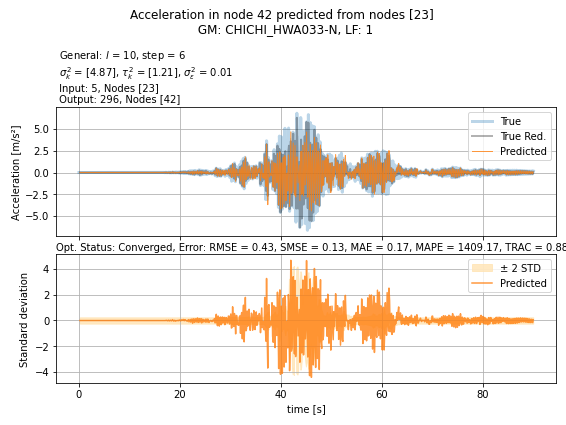 Acceleration in node 42 predicted from nodes [23]
GM: CHICHI_HWA033-N, LF: 1
General: l = 10, step = 6
σ²ₖ = [4.87], τ²ₖ = [1.21], σ²ε = 0.01
Input: 5, Nodes [23]
Output: 296, Nodes [42]
True
True Red.
Predicted
Acceleration [m/s²]
5.0
2.5
0.0
−2.5
−5.0
Opt. Status: Converged, Error: RMSE = 0.43, SMSE = 0.13, MAE = 0.17, MAPE = 1409.17, TRAC = 0.88
± 2 STD
Predicted
Standard deviation
4
2
0
−2
−4
0 20 40 60 80
time [s]